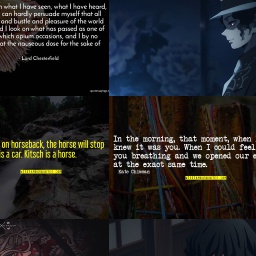 n what I have seen, what I have heard,
can hardly persuade myself that all
and bustle and pleasure of the world
d I look on what has passed as one of
which opium occasions, and I by no
at the nauseous dose for the sake of
Lord Chesterfield
on horseback, the horse will stop
is a car. Kitsch is a horse.
In the morning, that moment, when
knew it was you. When I could feel
you breathing and we opened our e
at the exact same time.
Kate Chisman